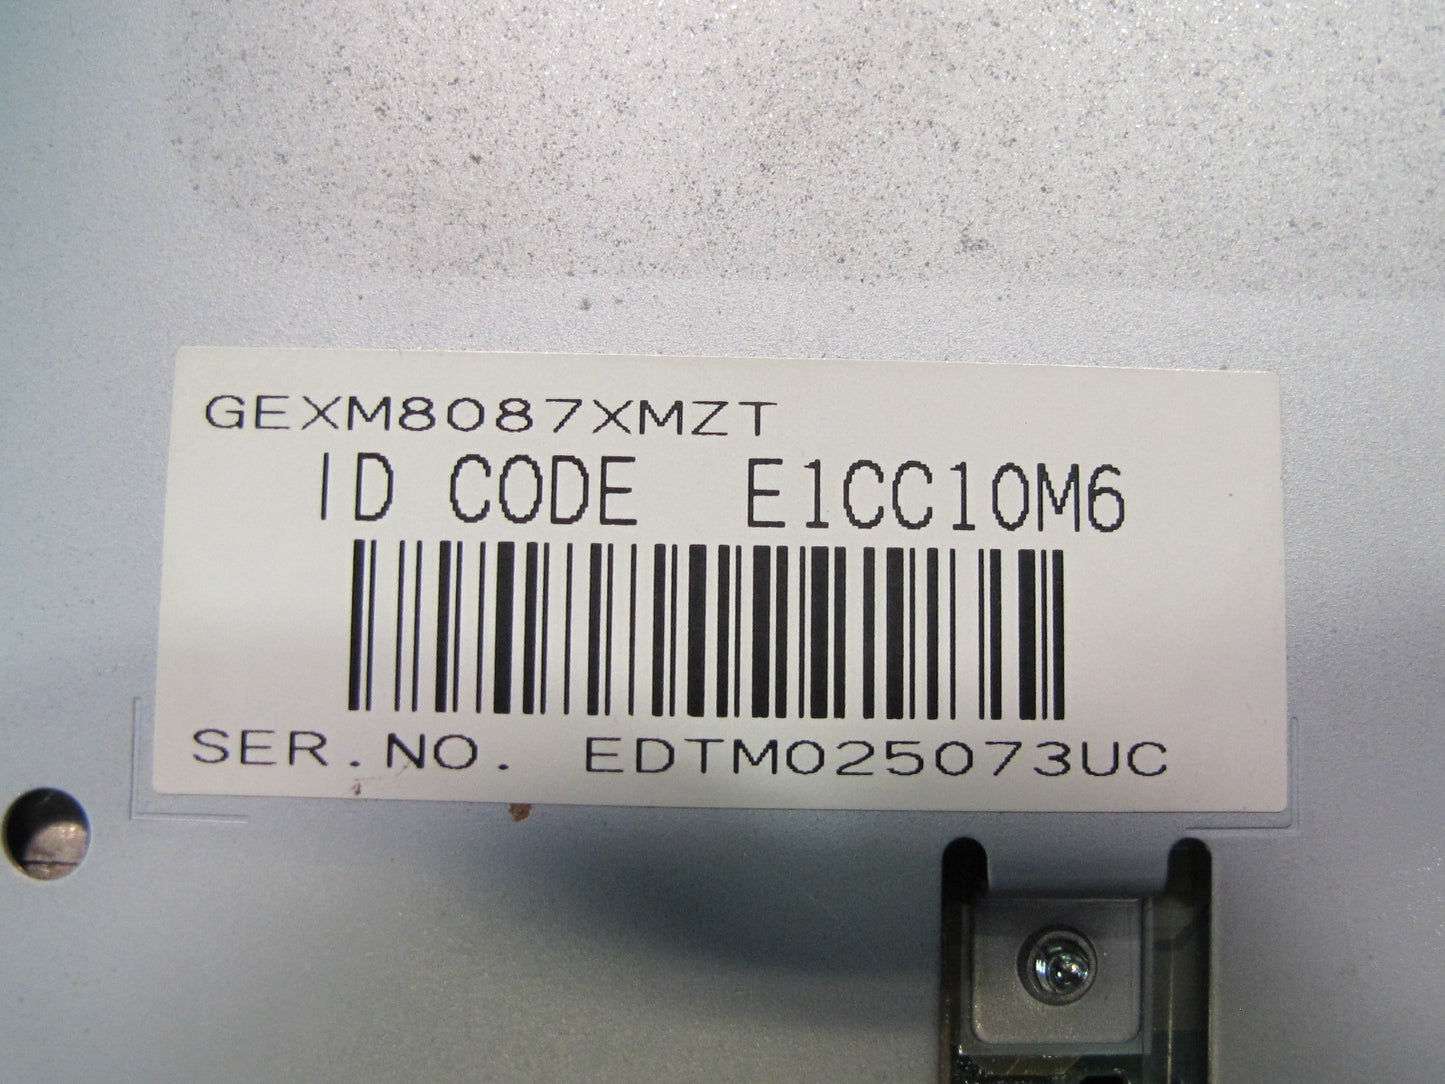 GEXM8087XMZT
ID CODE E1CC10M6
SER.NO. EDTM025073UC